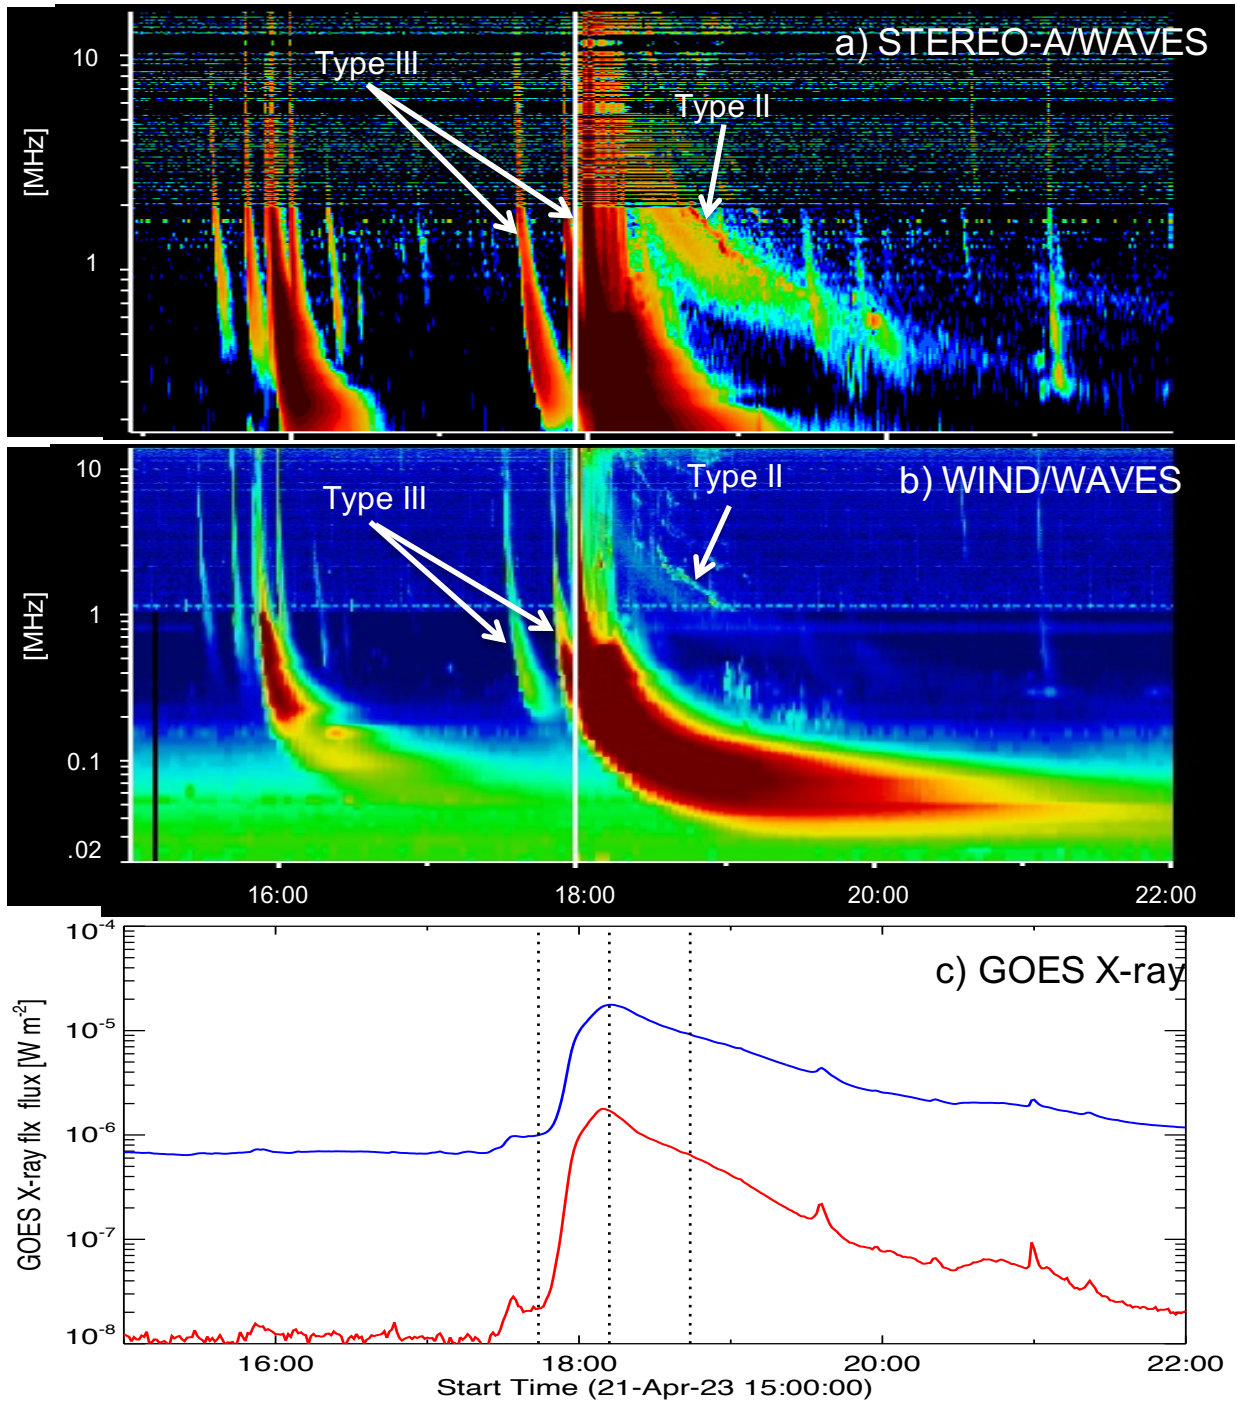 a) STEREO-A/WAVES
Type III
Type II
10
1
[MHz]
b) WIND/WAVES
Type III
Type II
10
1
0.1
.02
[MHz]
16:00 18:00 20:00 22:00
c) GOES X-ray
10-4
10-5
10-6
10-7
10-8
GOES X-ray flx flux [W m-2]
16:00 18:00 20:00 22:00
Start Time (21-Apr-23 15:00:00)